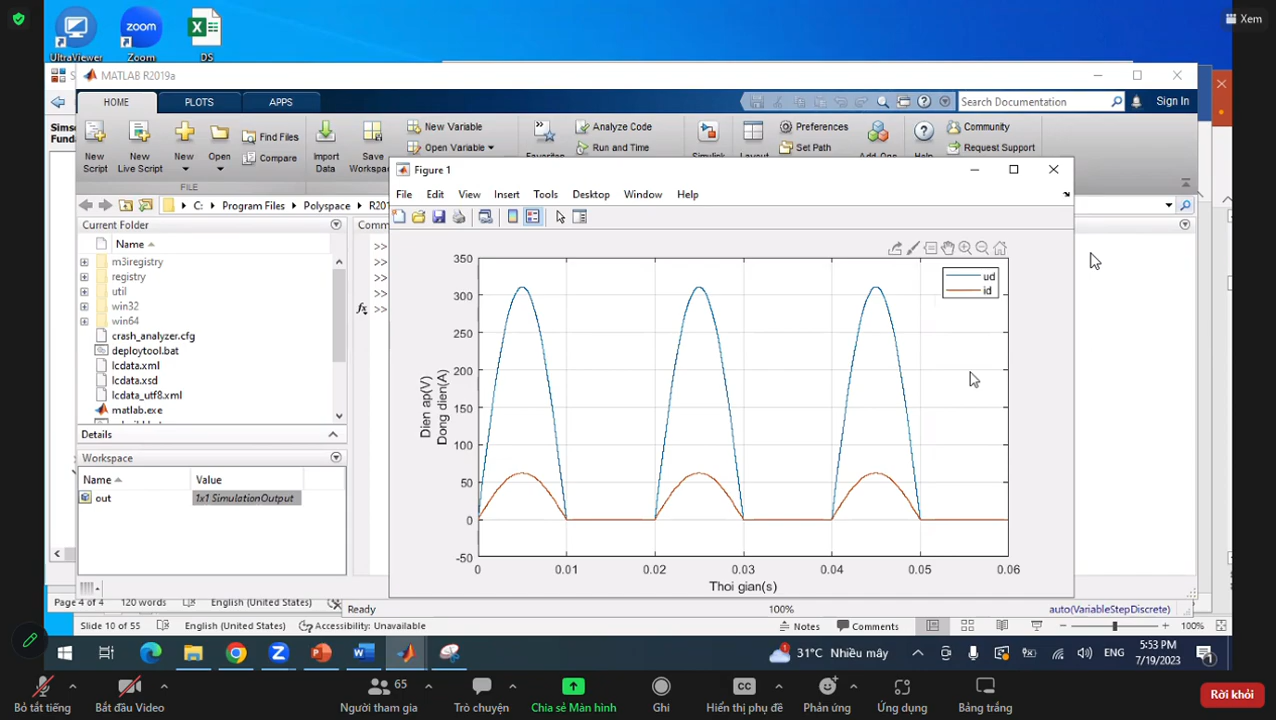 Xem
UltraViewer
Zoom
DS
MATLAB R2019a
HOME
PLOTS
APPS
Search Documentation
Sign In
New Script
New Live Script
New
Open
Find Files
Compare
Import Data
Save Workspace
New Variable
Open Variable
Favorites
Analyze Code
Run and Time
Simulink
Layout
Preferences
Set Path
Add-Ons
Help
Community
Request Support
FILE
C:
Program Files
Polyspace
Current Folder
Name
m3iregistry
registry
util
win32
win64
crash_analyzer.cfg
deploytool.bat
lcdata.xml
lcdata.xsd
lcdata_utf8.xml
matlab.exe
Details
Workspace
Name
Value
out
1x1 SimulationOutput
>>
>>
>>
>>
fx >>
Figure 1
File Edit View Insert Tools Desktop Window Help
ud
id
350
300
250
200
150
100
50
0
-50
Dien ap(V)
Dong dien(A)
0 0.01 0.02 0.03 0.04 0.05 0.06
Thoi gian(s)
Ready
100%
auto(VariableStepDiscrete)
Page 4 of 4
120 words
English (United States)
Slide 10 of 55
English (United States)
Accessibility: Unavailable
Notes
Comments
100%
31°C Nhiều mây
ENG
5:53 PM
7/19/2023
1
Bỏ tắt tiếng
Bắt đầu Video
65
Người tham gia
Trò chuyện
Chia sẻ Màn hình
Ghi
CC
Hiển thị phụ đề
Phản ứng
Ứng dụng
Bảng trắng
Rời khỏi